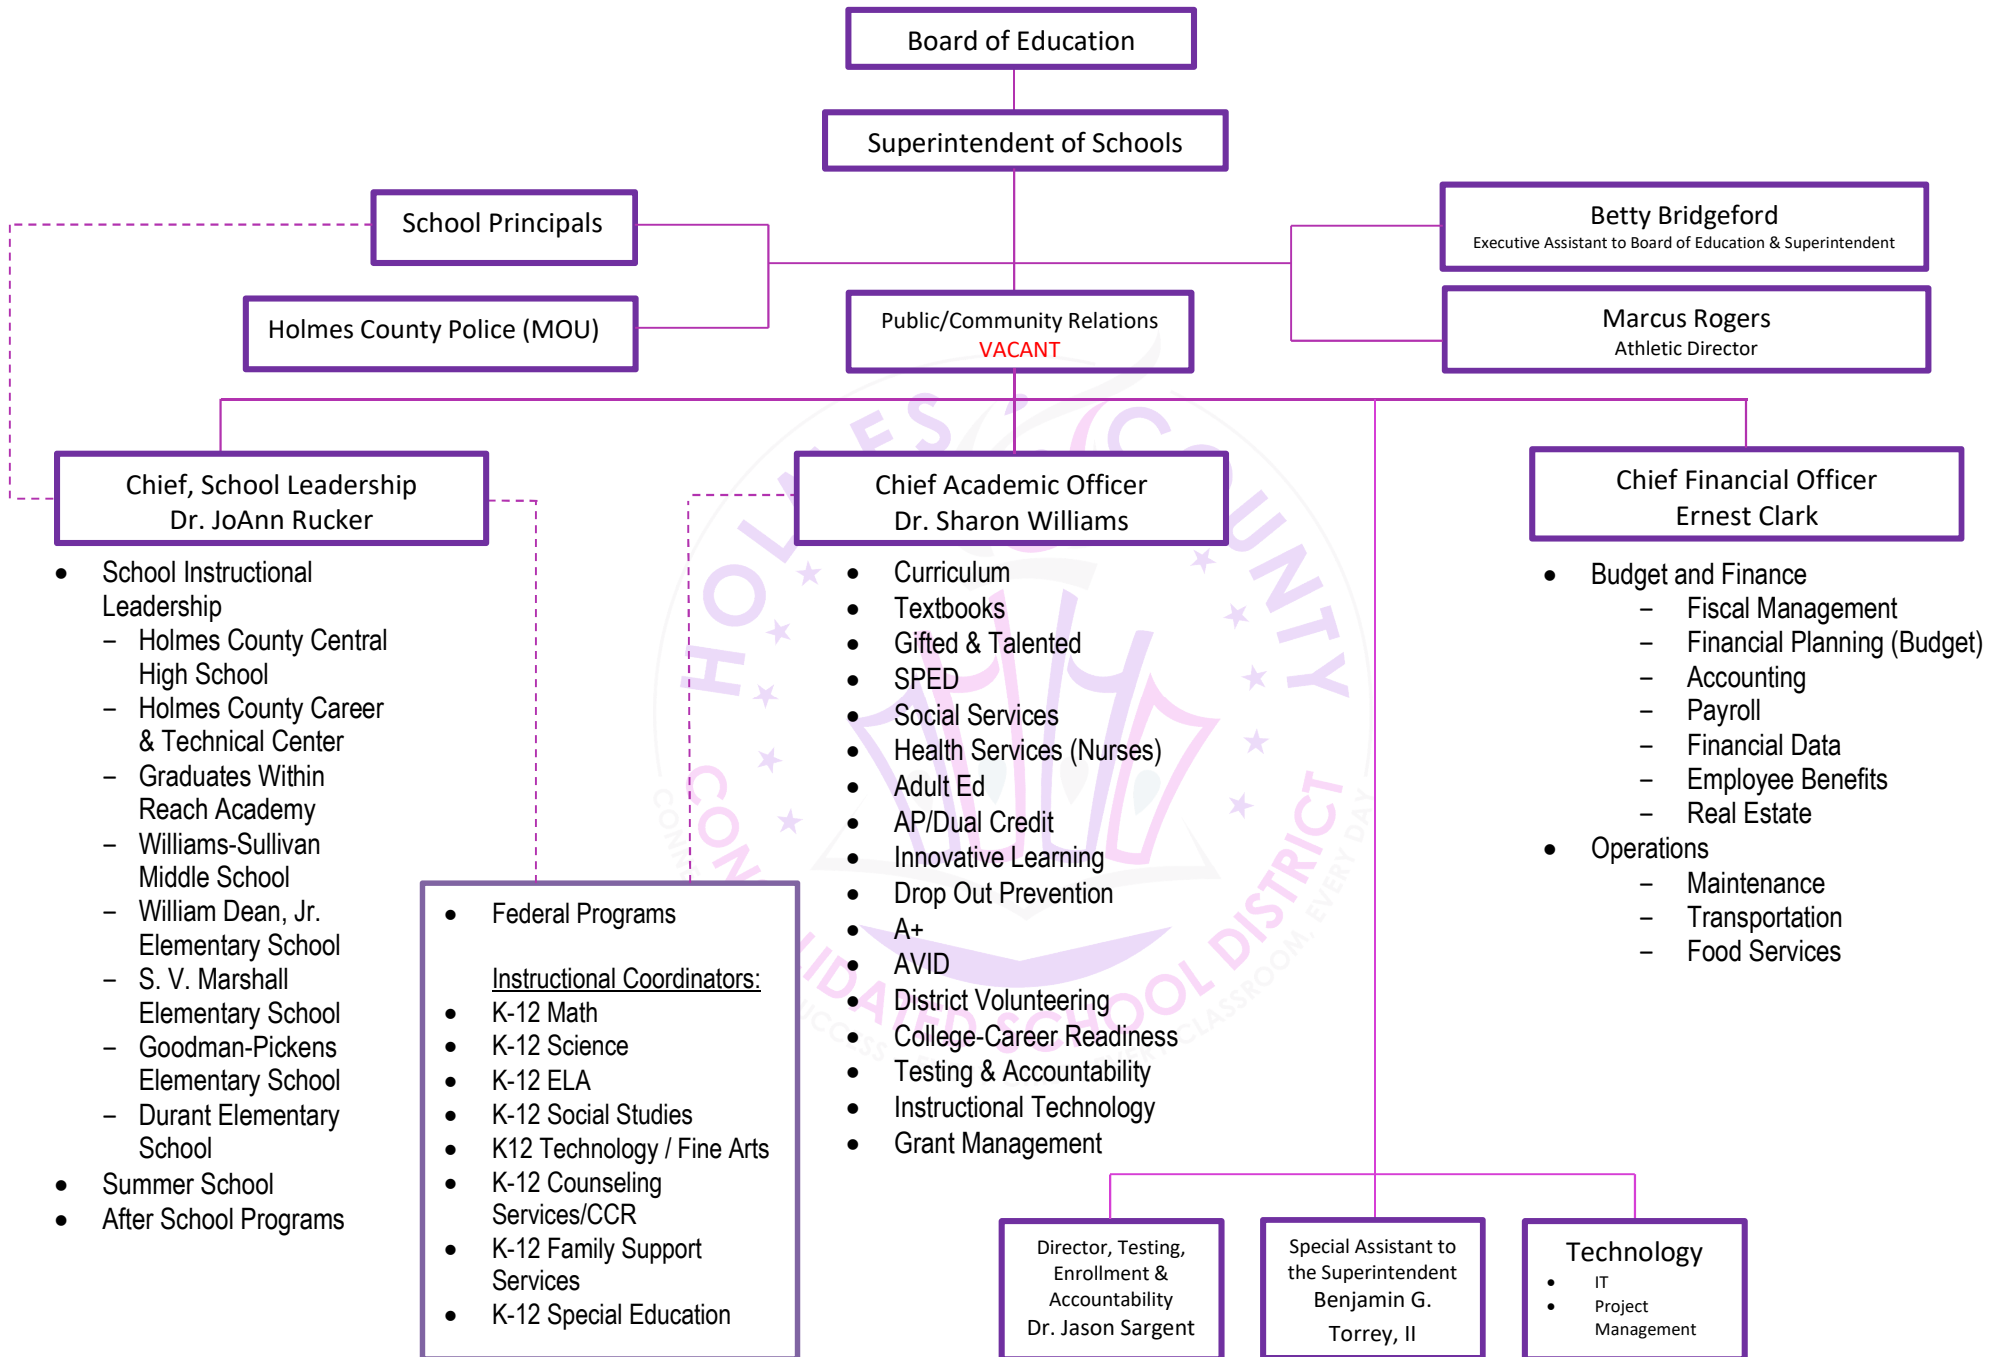 Board of Education
Superintendent of Schools
School Principals
Betty Bridgeford
Executive Assistant to Board of Education & Superintendent
Holmes County Police (MOU)
Public/Community Relations
VACANT
Marcus Rogers
Athletic Director
Chief, School Leadership
Dr. JoAnn Rucker
• School Instructional
Leadership
– Holmes County Central
High School
– Holmes County Career
& Technical Center
– Graduates Within
Reach Academy
– Williams-Sullivan
Middle School
– William Dean, Jr.
Elementary School
– S. V. Marshall
Elementary School
– Goodman-Pickens
Elementary School
– Durant Elementary
School
• Summer School
• After School Programs
• Federal Programs
Instructional Coordinators:
• K-12 Math
• K-12 Science
• K-12 ELA
• K-12 Social Studies
• K12 Technology / Fine Arts
• K-12 Counseling
Services/CCR
• K-12 Family Support
Services
• K-12 Special Education
Chief Academic Officer
Dr. Sharon Williams
• Curriculum
• Textbooks
• Gifted & Talented
• SPED
• Social Services
• Health Services (Nurses)
• Adult Ed
• AP/Dual Credit
• Innovative Learning
• Drop Out Prevention
• A+
• AVID
• District Volunteering
• College-Career Readiness
• Testing & Accountability
• Instructional Technology
• Grant Management
Chief Financial Officer
Ernest Clark
• Budget and Finance
– Fiscal Management
– Financial Planning (Budget)
– Accounting
– Payroll
– Financial Data
– Employee Benefits
– Real Estate
• Operations
– Maintenance
– Transportation
– Food Services
Director, Testing,
Enrollment &
Accountability
Dr. Jason Sargent
Special Assistant to
the Superintendent
Benjamin G.
Torrey, II
Technology
• IT
• Project
Management
HOLMES COUNTY
SCHOOL DISTRICT